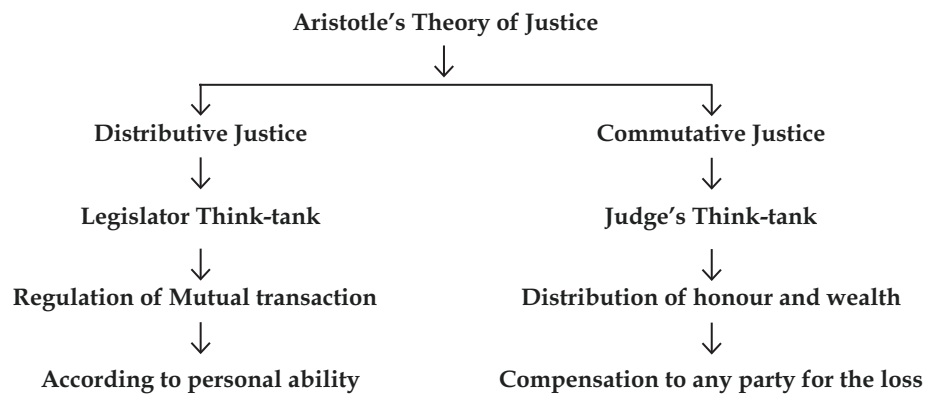 Aristotle's Theory of Justice
Distributive Justice
Commutative Justice
Legislator Think-tank
Judge's Think-tank
Regulation of Mutual transaction
Distribution of honour and wealth
According to personal ability
Compensation to any party for the loss